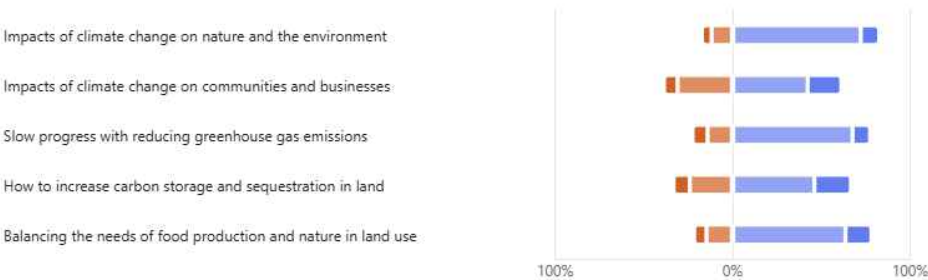 Impacts of climate change on nature and the environment
Impacts of climate change on communities and businesses
Slow progress with reducing greenhouse gas emissions
How to increase carbon storage and sequestration in land
Balancing the needs of food production and nature in land use
100% 0% 100%